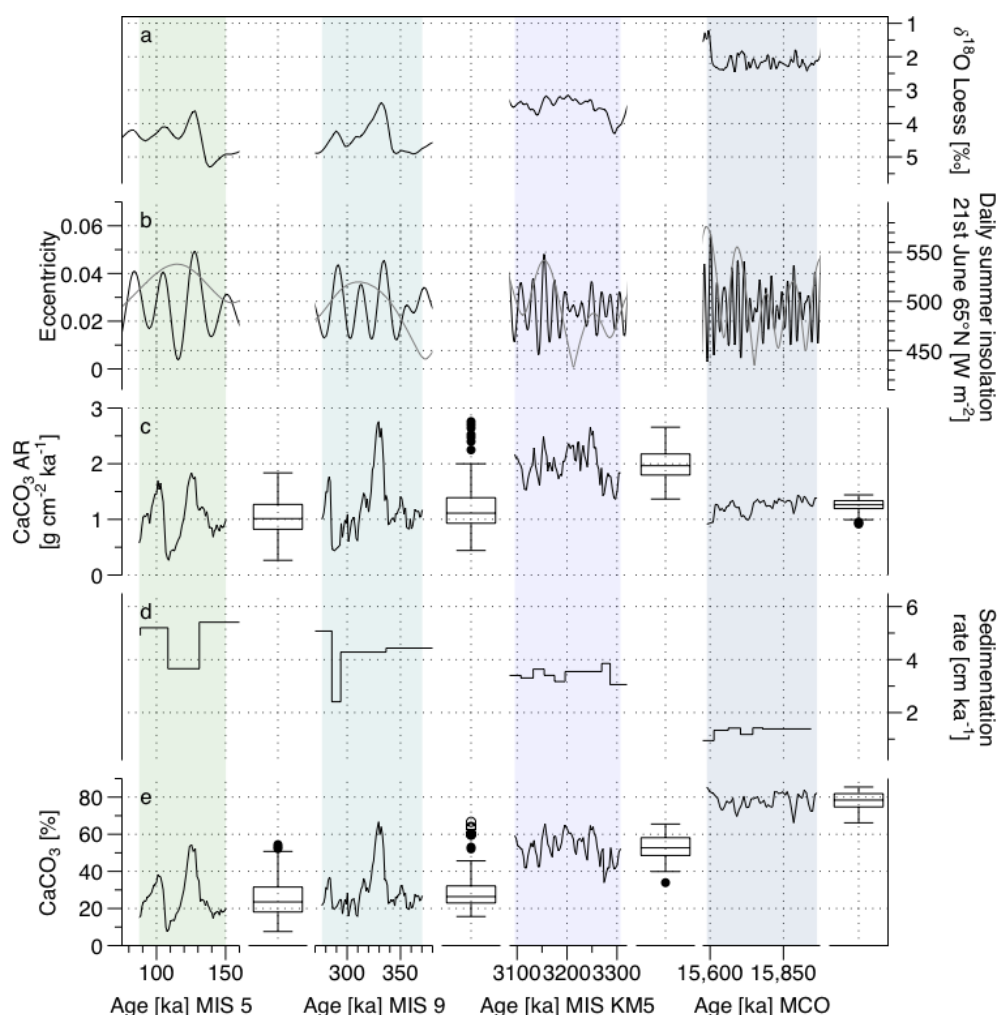 a
1
2
3
4
5
δ18O Loess [‰]
b
Eccentricity
0.06
0.04
0.02
0
550
500
450
Daily summer insolation
21st June 65°N [W m-2]
c
CaCO3 AR
[g cm-2 ka-1]
3
2
1
0
d
6
4
2
Sedimentation
rate [cm ka-1]
e
CaCO3 [%]
80
60
40
20
0
100 150 300 350 3100 3200 3300 15,600 15,850
Age [ka] MIS 5 Age [ka] MIS 9 Age [ka] MIS KM5 Age [ka] MCO